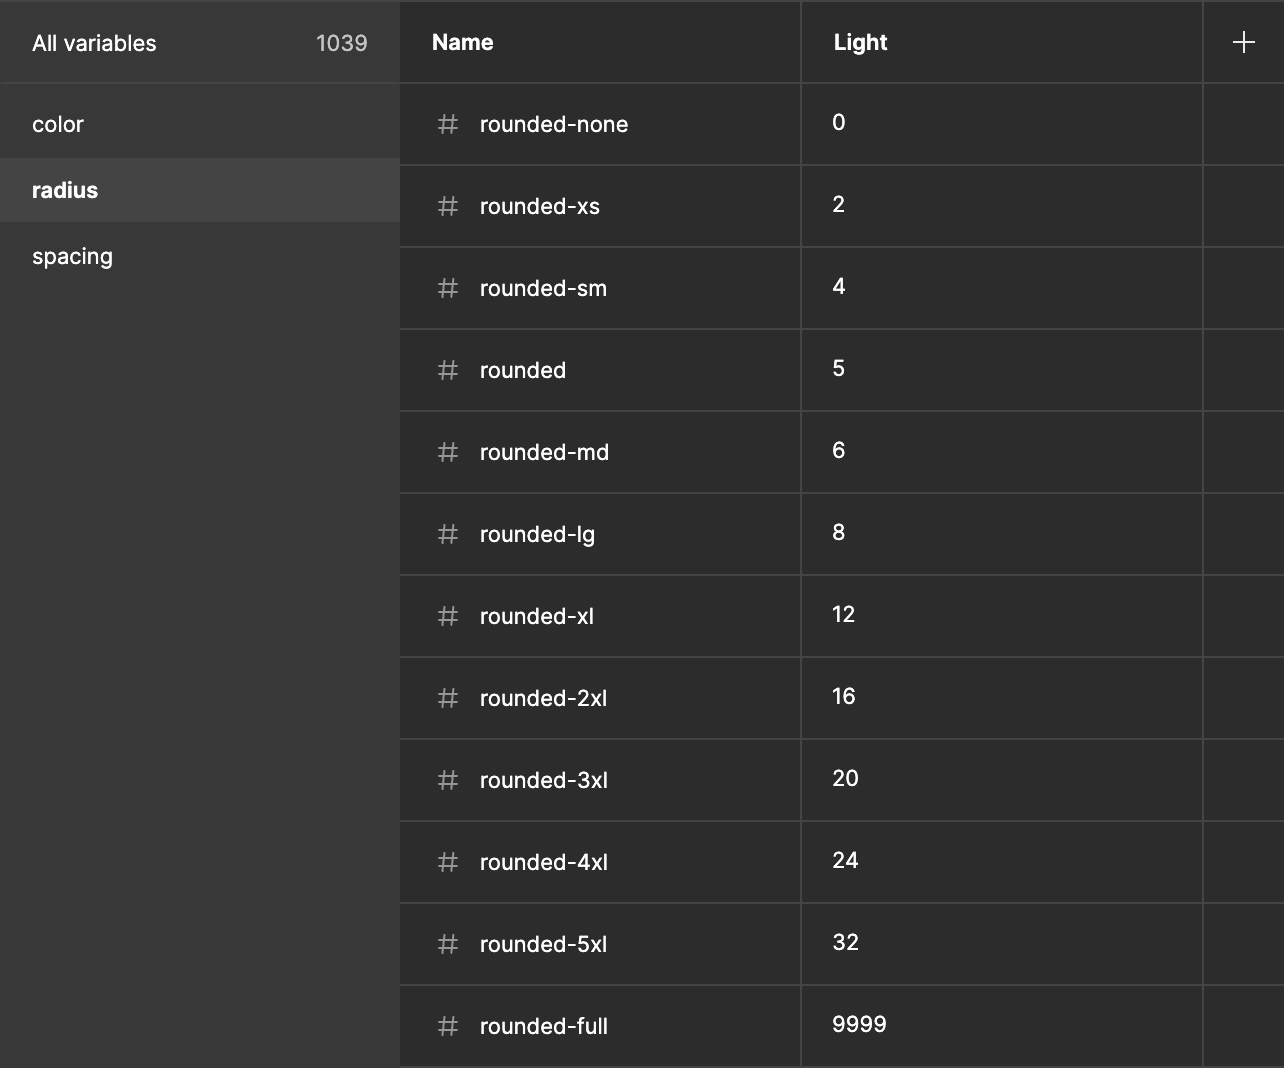 All variables 1039
color
radius
spacing
Name Light
rounded-none 0
rounded-xs 2
rounded-sm 4
rounded 5
rounded-md 6
rounded-lg 8
rounded-xl 12
rounded-2xl 16
rounded-3xl 20
rounded-4xl 24
rounded-5xl 32
rounded-full 9999